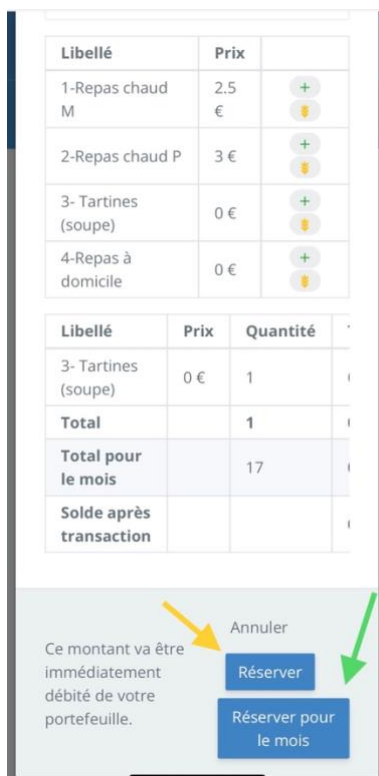 Libellé Prix
1-Repas chaud 2.5
M €
2-Repas chaud P 3 €
3- Tartines
(soupe) 0 €
4-Repas à
domicile 0 €
Libellé Prix Quantité
3- Tartines
(soupe) 0 € 1
Total 1
Total pour
le mois 17
Solde après
transaction
Annuler
Ce montant va être
immédiatement
débité de votre
portefeuille.
Réserver
Réserver pour
le mois